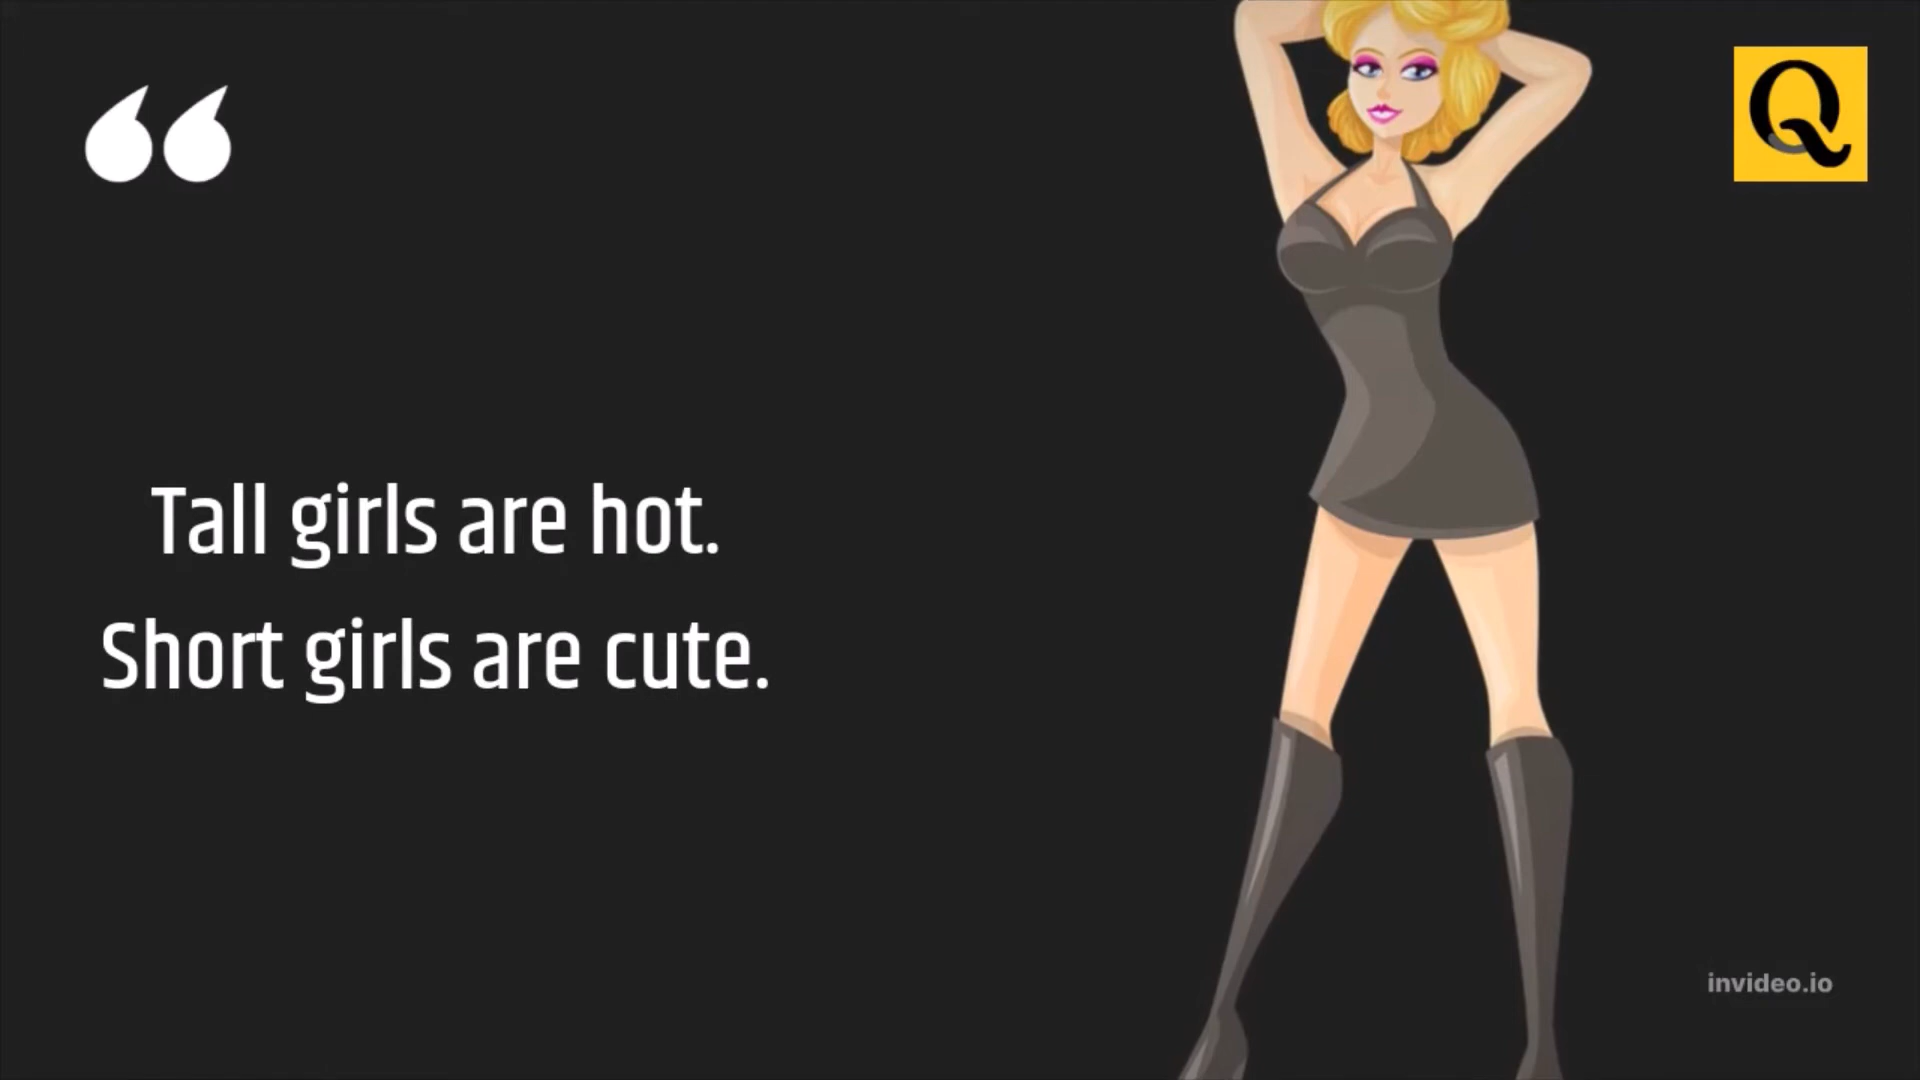 “
Q
Tall girls are hot.
Short girls are cute.
invideo.io